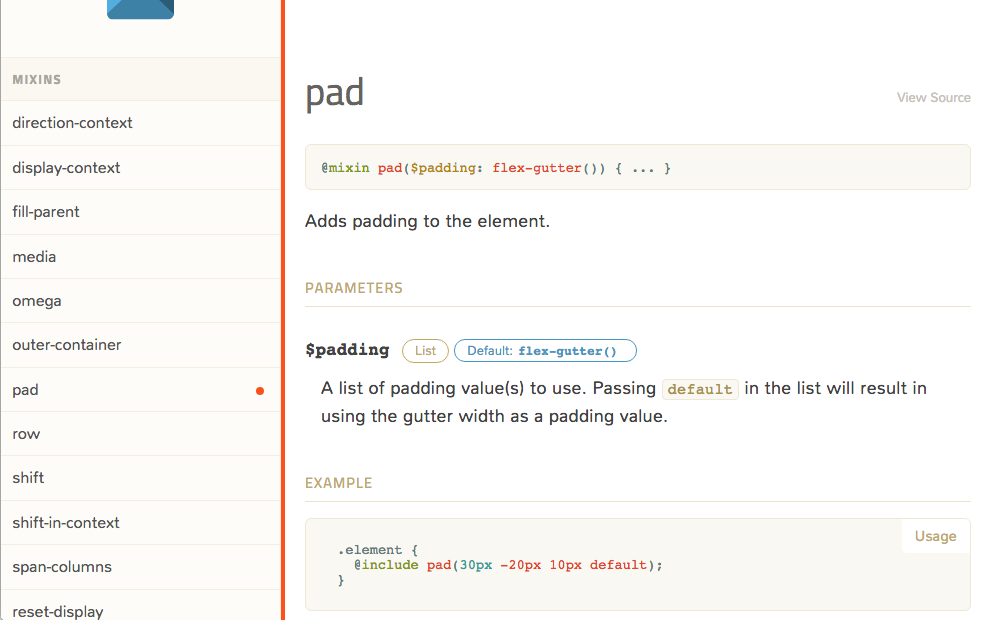 MIXINS
direction-context
display-context
fill-parent
media
omega
outer-container
pad
row
shift
shift-in-context
span-columns
reset-display
pad
View Source
@mixin pad($padding: flex-gutter()) { ... }
Adds padding to the element.
PARAMETERS
$padding List Default: flex-gutter()
A list of padding value(s) to use. Passing default in the list will result in
using the gutter width as a padding value.
EXAMPLE
Usage
.element {
@include pad(30px -20px 10px default);
}